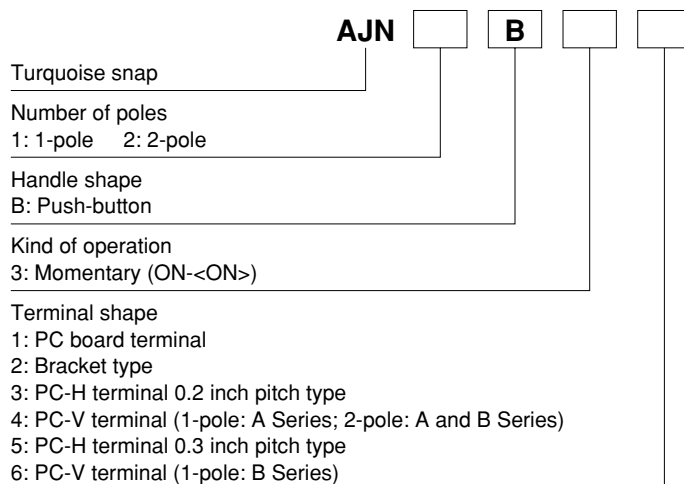 AJN B
Turquoise snap
Number of poles
1: 1-pole 2: 2-pole
Handle shape
B: Push-button
Kind of operation
3: Momentary (ON-<ON>)
Terminal shape
1: PC board terminal
2: Bracket type
3: PC-H terminal 0.2 inch pitch type
4: PC-V terminal (1-pole: A Series; 2-pole: A and B Series)
5: PC-H terminal 0.3 inch pitch type
6: PC-V terminal (1-pole: B Series)